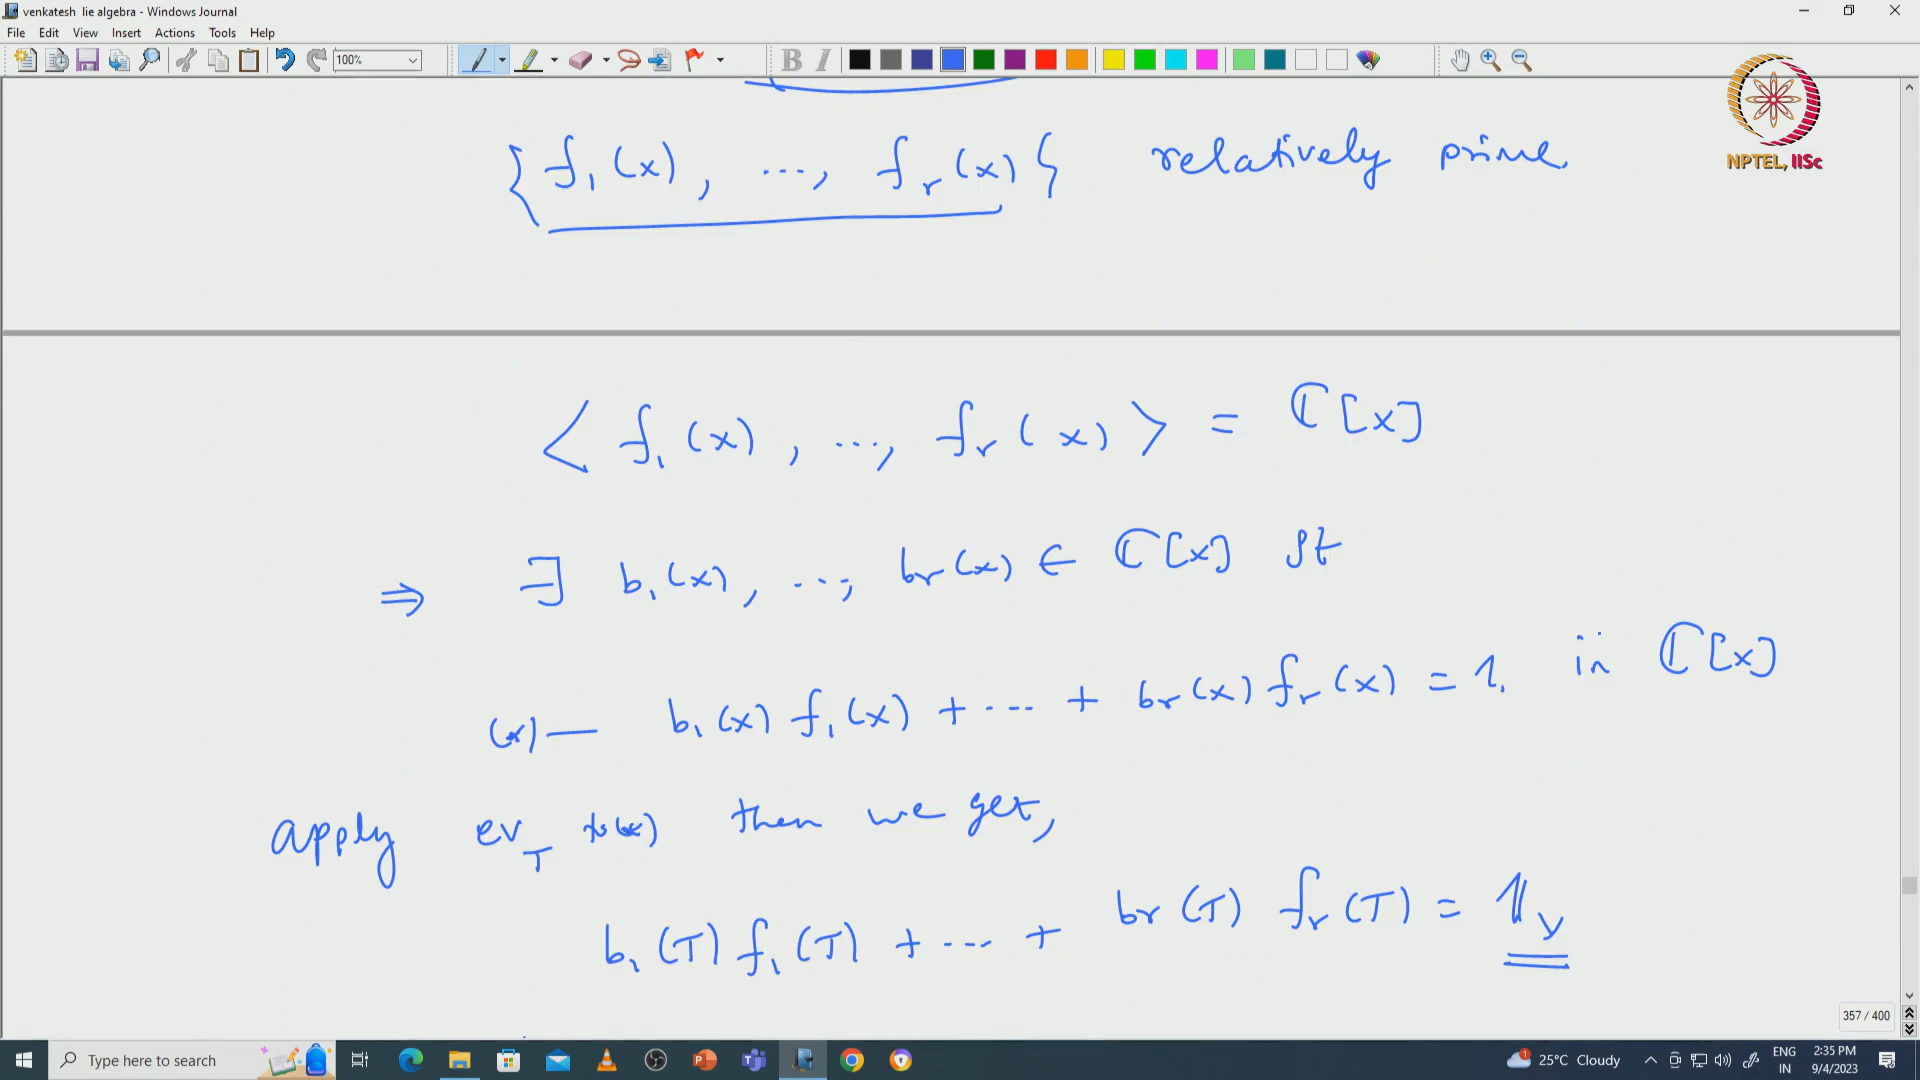 venkatesh lie algebra - Windows Journal
File Edit View Insert Actions Tools Help
100%
B I
NPTEL, IISc
{ f₁(x), ..., fᵣ(x) } relatively prime.
< f₁(x), ..., fᵣ(x) > = ℂ[x]
⇒ ∃ b₁(x), ..., bᵣ(x) ∈ ℂ[x] st
(*) — b₁(x) f₁(x) + ... + bᵣ(x) fᵣ(x) = 1. in ℂ[x]
apply ev_T to (*) then we get,
b₁(T) f₁(T) + ... + bᵣ(T) fᵣ(T) = 𝟙_V
357 / 400
Type here to search
25°C Cloudy
ENG
IN
2:35 PM
9/4/2023